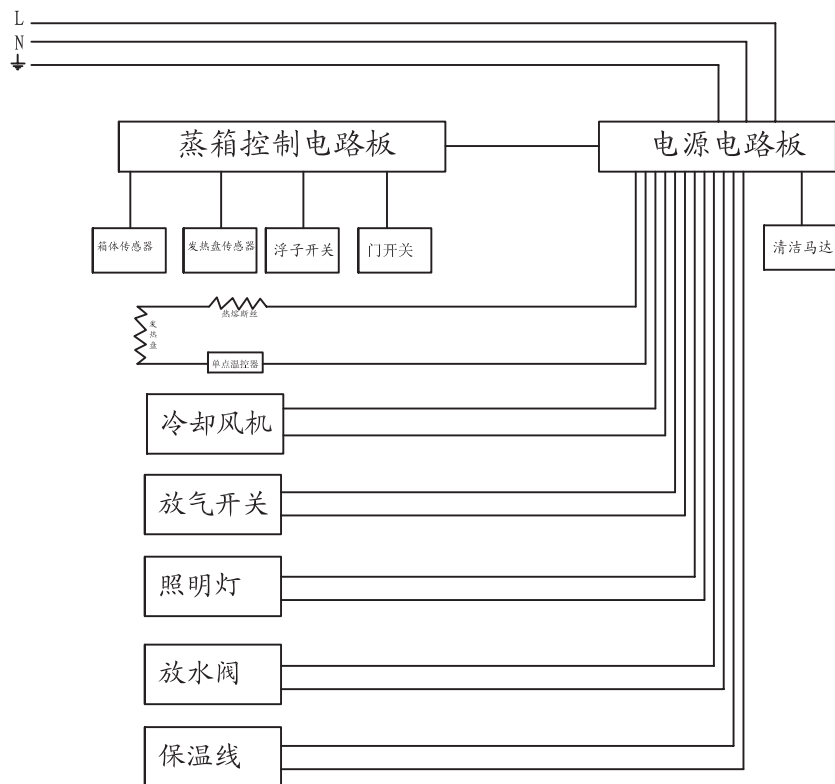 L
N
蒸箱控制电路板
电源电路板
箱体传感器
发热盘传感器
浮子开关
门开关
清洁马达
热熔断丝
发热盘
单点温控器
冷却风机
放气开关
照明灯
放水阀
保温线